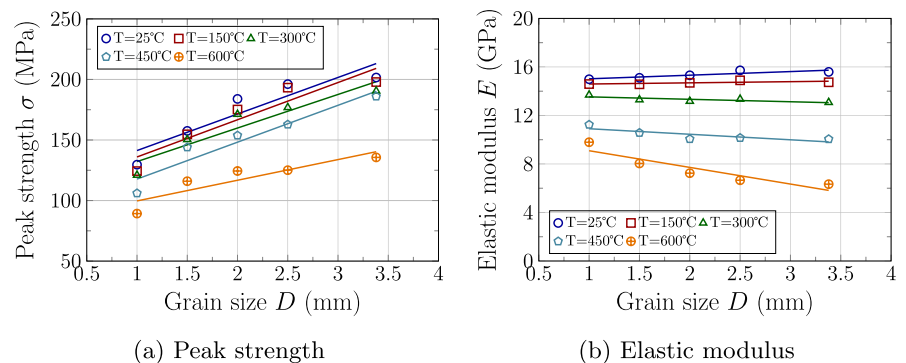 Peak strength σ (MPa)
250
200
150
100
50
T=25℃ T=150℃ T=300℃
T=450℃ T=600℃
0.5 1 1.5 2 2.5 3 3.5 4
Grain size D (mm)
(a) Peak strength
Elastic modulus E (GPa)
20
16
12
8
4
0
T=25℃ T=150℃ T=300℃
T=450℃ T=600℃
0.5 1 1.5 2 2.5 3 3.5 4
Grain size D (mm)
(b) Elastic modulus